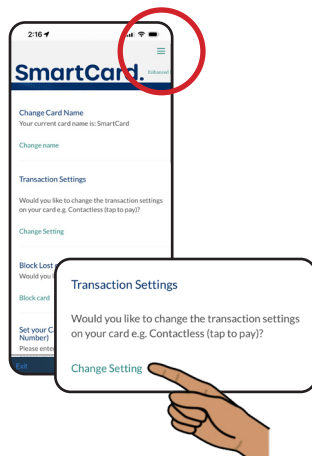 2:16
SmartCard.
Enhanced
Change Card Name
Your current card name is: SmartCard
Change name
Transaction Settings
Would you like to change the transaction settings
on your card e.g. Contactless (tap to pay)?
Change Setting
Block Lost
Would you l
Block card
Set your C
Number)
Please ente
Exit
Transaction Settings
Would you like to change the transaction settings
on your card e.g. Contactless (tap to pay)?
Change Setting